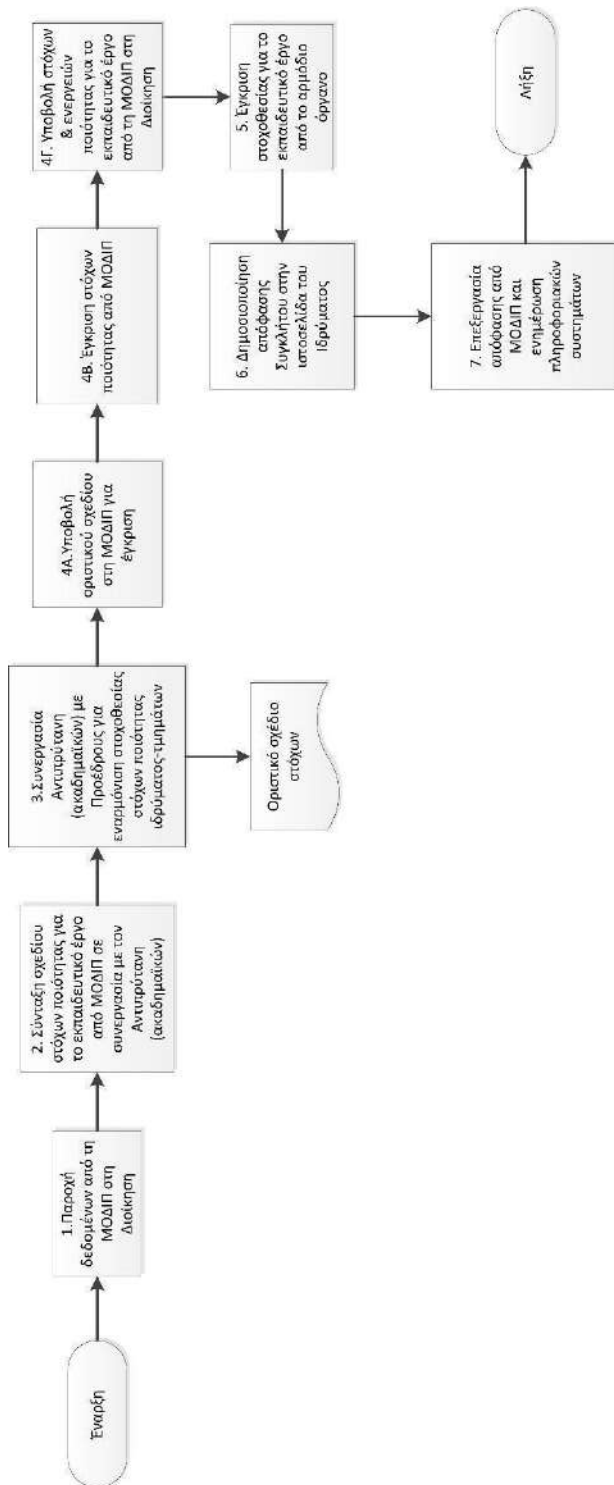 Έναρξη
1.Παροχή
δεδομένων από τη
ΜΟΔΙΠ στη
Διοίκηση
2. Σύνταξη σχεδίου
στόχων ποιότητας για
το εκπαιδευτικό έργο
από ΜΟΔΙΠ σε
συνεργασία με τον
Αντιπρύτανη
(ακαδημαϊκών)
3.Συνεργασία
Αντιπρύτανη
(ακαδημαϊκών) με
Προέδρους για
εναρμόνιση στοχοθεσίας
στόχων ποιότητας
ιδρύματος-τμημάτων
Οριστικό σχέδιο
στόχων
4Α.Υποβολή
οριστικού σχεδίου
στη ΜΟΔΙΠ για
έγκριση
4Β. Έγκριση στόχων
ποιότητας από ΜΟΔΙΠ
4Γ. Υποβολή στόχων
& ενεργειών
ποιότητας για το
εκπαιδευτικό έργο
από τη ΜΟΔΙΠ στη
Διοίκηση
5. Έγκριση
στοχοθεσίας για το
εκπαιδευτικό έργο
από το αρμόδιο
όργανο
6. Δημοσιοποίηση
απόφασης
Συγκλήτου στην
ιστοσελίδα του
Ιδρύματος
7. Επεξεργασία
απόφασης από
ΜΟΔΙΠ και
ενημέρωση
πληροφοριακών
συστημάτων
Λήξη